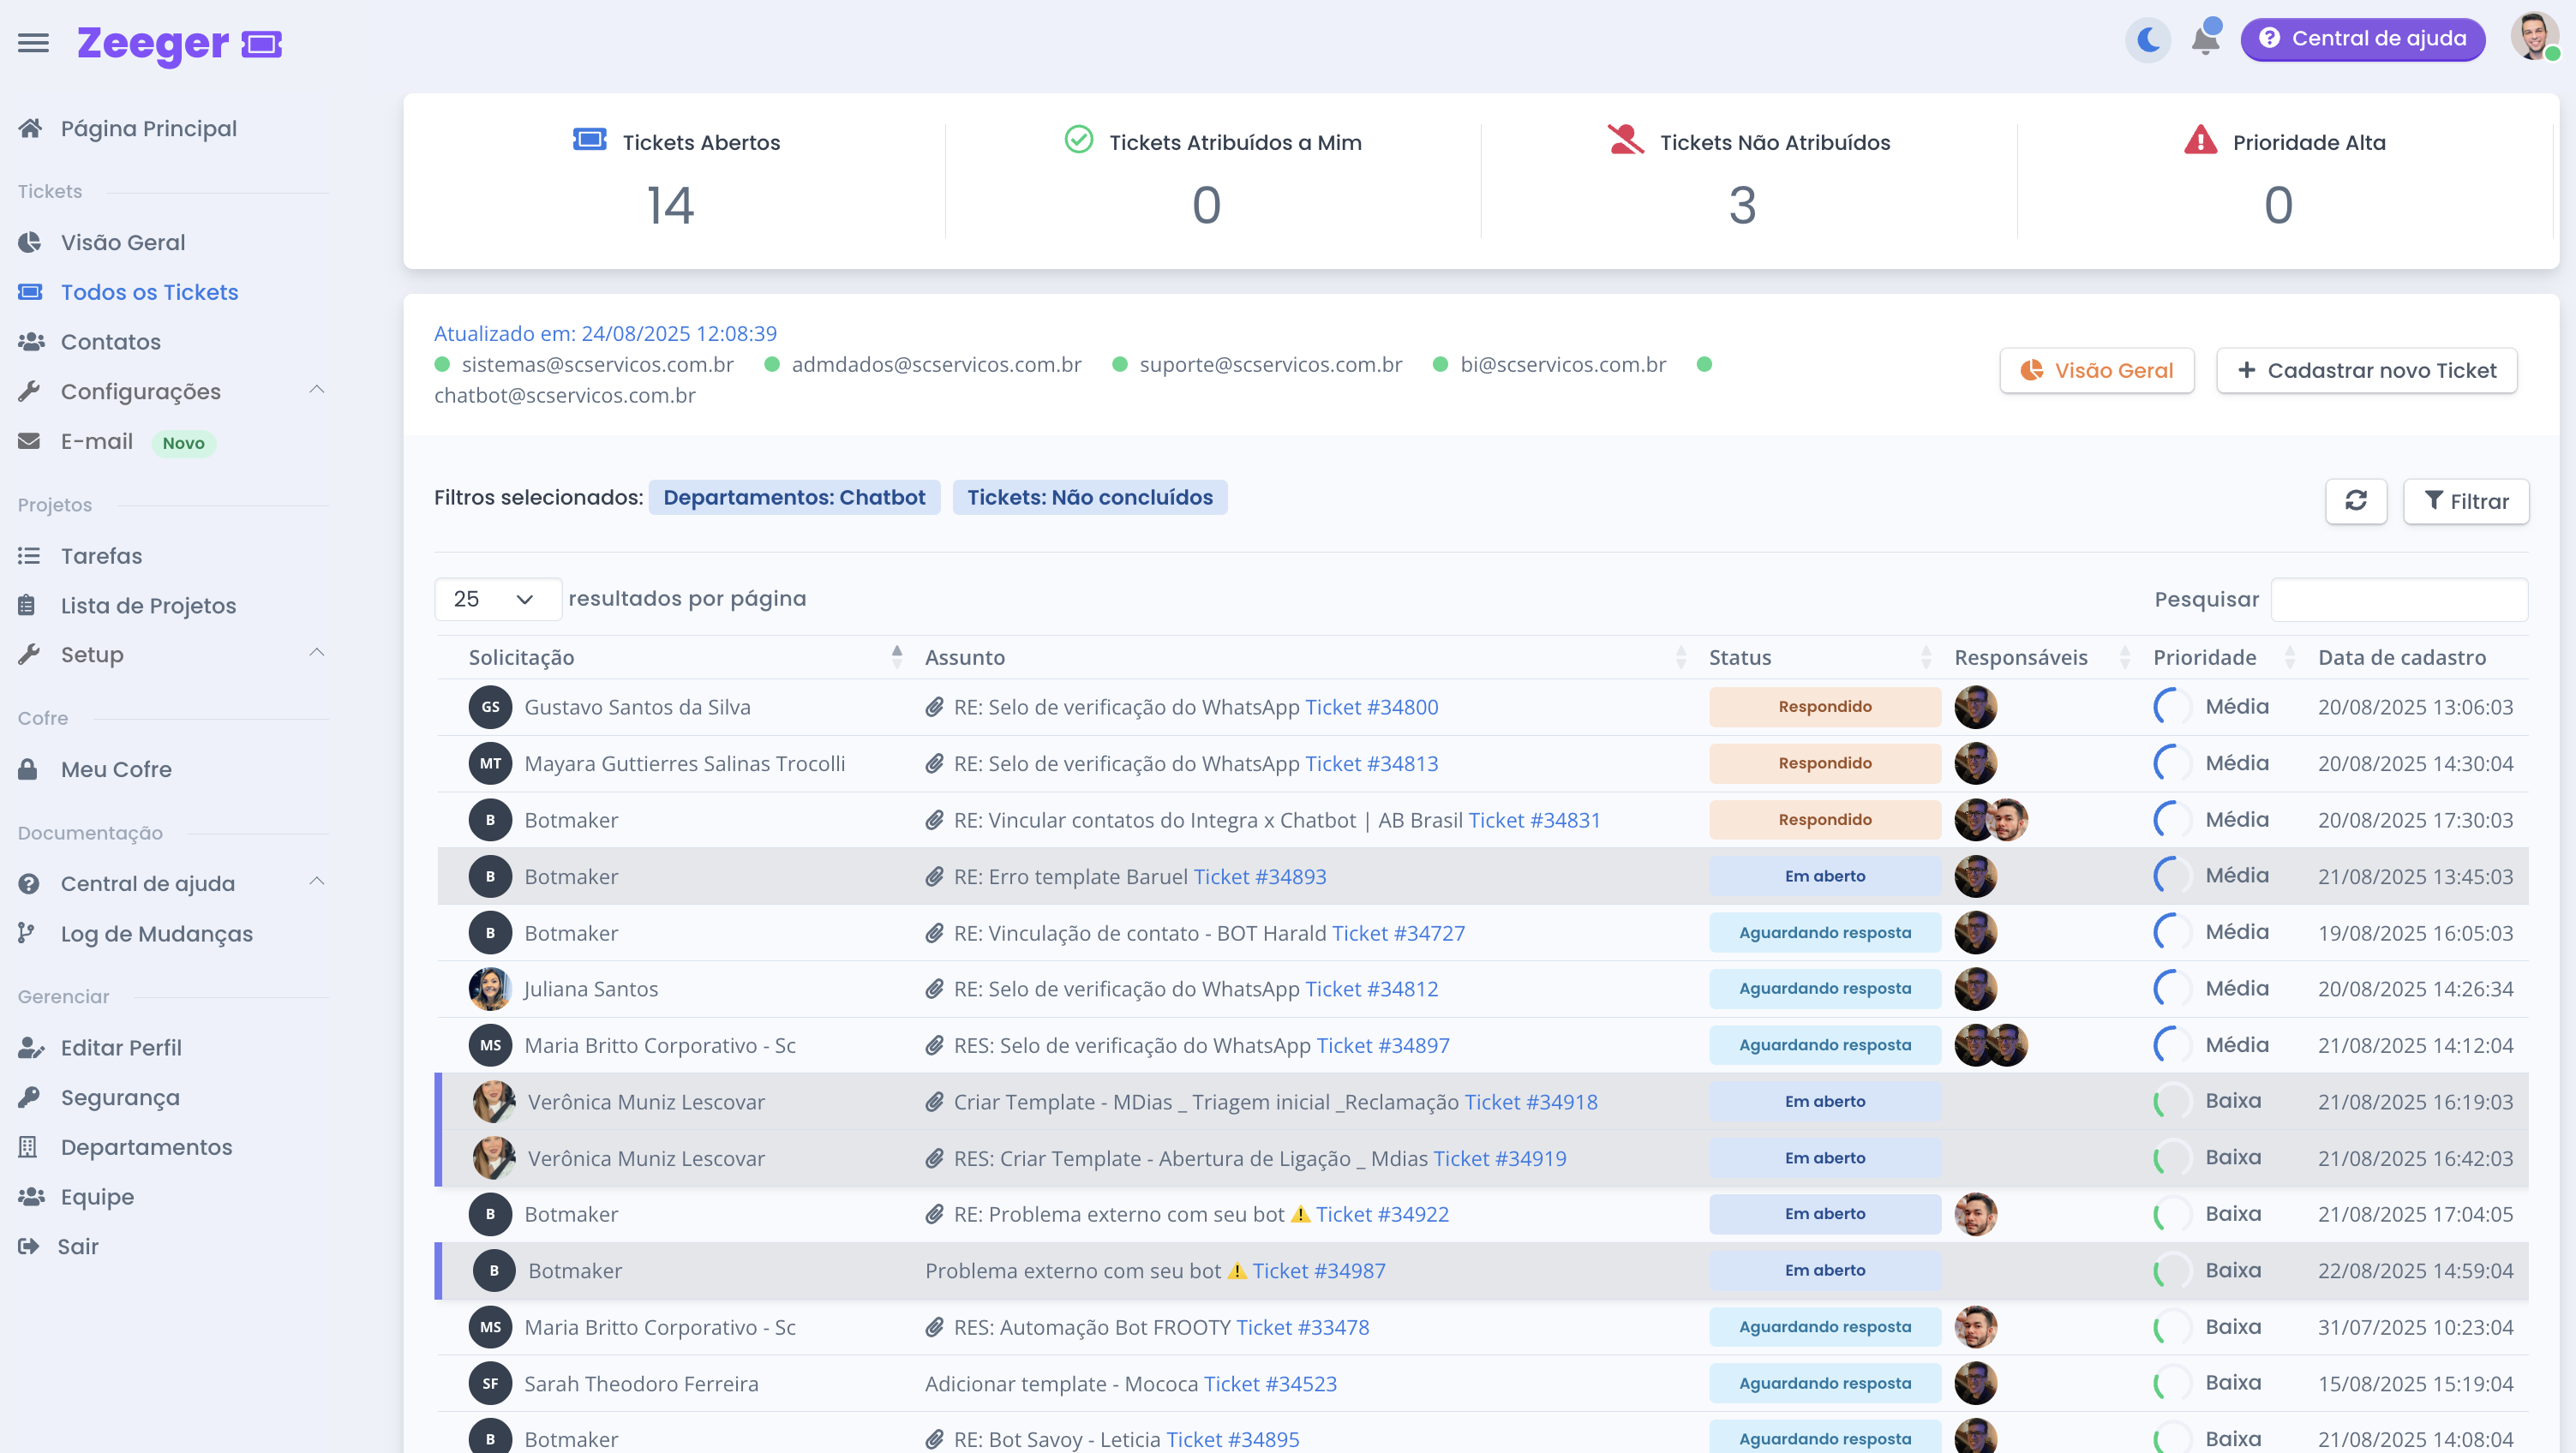 Zeeger
Central de ajuda
Página Principal
Tickets
Visão Geral
Todos os Tickets
Contatos
Configurações
E-mail Novo
Projetos
Tarefas
Lista de Projetos
Setup
Cofre
Meu Cofre
Documentação
Central de ajuda
Log de Mudanças
Gerenciar
Editar Perfil
Segurança
Departamentos
Equipe
Sair
Tickets Abertos
14
Tickets Atribuídos a Mim
0
Tickets Não Atribuídos
3
Prioridade Alta
0
Atualizado em: 24/08/2025 12:08:39
sistemas@scservicos.com.br admdados@scservicos.com.br suporte@scservicos.com.br bi@scservicos.com.br
chatbot@scservicos.com.br
Visão Geral
+ Cadastrar novo Ticket
Filtros selecionados: Departamentos: Chatbot Tickets: Não concluídos
Filtrar
25 resultados por página
Pesquisar
Solicitação Assunto Status Responsáveis Prioridade Data de cadastro
GS Gustavo Santos da Silva RE: Selo de verificação do WhatsApp Ticket #34800 Respondido Média 20/08/2025 13:06:03
MT Mayara Guttierres Salinas Trocolli RE: Selo de verificação do WhatsApp Ticket #34813 Respondido Média 20/08/2025 14:30:04
B Botmaker RE: Vincular contatos do Integra x Chatbot | AB Brasil Ticket #34831 Respondido Média 20/08/2025 17:30:03
B Botmaker RE: Erro template Baruel Ticket #34893 Em aberto Média 21/08/2025 13:45:03
B Botmaker RE: Vinculação de contato - BOT Harald Ticket #34727 Aguardando resposta Média 19/08/2025 16:05:03
Juliana Santos RE: Selo de verificação do WhatsApp Ticket #34812 Aguardando resposta Média 20/08/2025 14:26:34
MS Maria Britto Corporativo - Sc RES: Selo de verificação do WhatsApp Ticket #34897 Aguardando resposta Média 21/08/2025 14:12:04
Verônica Muniz Lescovar Criar Template - MDias _ Triagem inicial _Reclamação Ticket #34918 Em aberto Baixa 21/08/2025 16:19:03
Verônica Muniz Lescovar RES: Criar Template - Abertura de Ligação _ Mdias Ticket #34919 Em aberto Baixa 21/08/2025 16:42:03
B Botmaker RE: Problema externo com seu bot ⚠️ Ticket #34922 Em aberto Baixa 21/08/2025 17:04:05
B Botmaker Problema externo com seu bot ⚠️ Ticket #34987 Em aberto Baixa 22/08/2025 14:59:04
MS Maria Britto Corporativo - Sc RES: Automação Bot FROOTY Ticket #33478 Aguardando resposta Baixa 31/07/2025 10:23:04
SF Sarah Theodoro Ferreira Adicionar template - Mococa Ticket #34523 Aguardando resposta Baixa 15/08/2025 15:19:04
B Botmaker RE: Bot Savoy - Leticia Ticket #34895 Aguardando resposta Baixa 21/08/2025 14:08:04